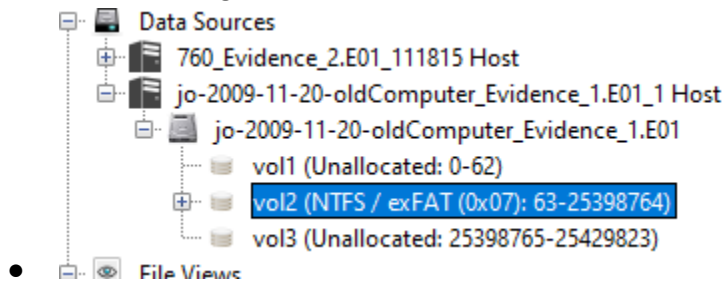 Data Sources
760_Evidence_2.E01_111815 Host
jo-2009-11-20-oldComputer_Evidence_1.E01_1 Host
jo-2009-11-20-oldComputer_Evidence_1.E01
vol1 (Unallocated: 0-62)
vol2 (NTFS / exFAT (0x07): 63-25398764)
vol3 (Unallocated: 25398765-25429823)
File Views